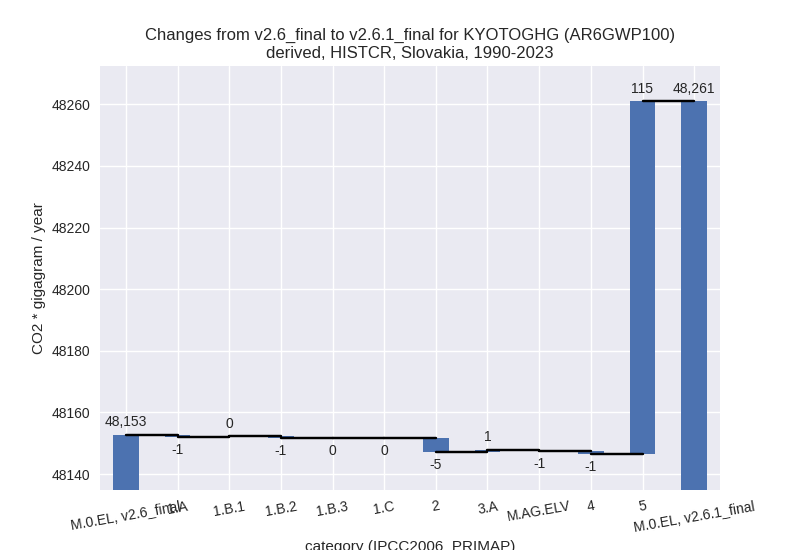 Changes from v2.6_final to v2.6.1_final for KYOTOGHG (AR6GWP100)
derived, HISTCR, Slovakia, 1990-2023
CO2 * gigagram / year
48260
48240
48220
48200
48180
48160
48140
48,153
-1
0
-1
0
0
-5
1
-1
-1
115
48,261
M.0.EL, v2.6_final
1.A
1.B.1
1.B.2
1.B.3
1.C
2
3.A
M.AG.ELV
4
5
M.0.EL, v2.6.1_final
category (IPCC2006_PRIMAP)